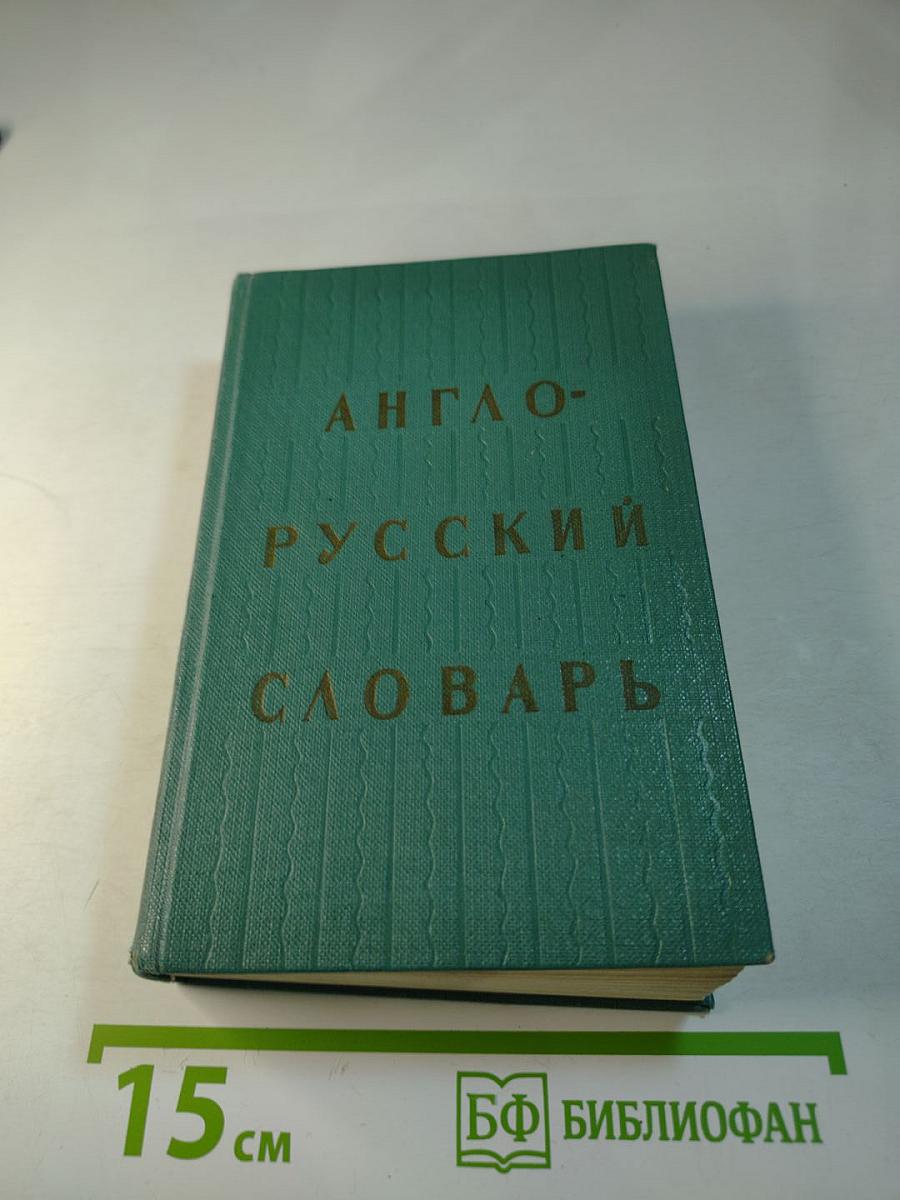 АНГЛО-
РУССКИЙ
СЛОВАРЬ
15 см
БФ БИБЛИОФАН